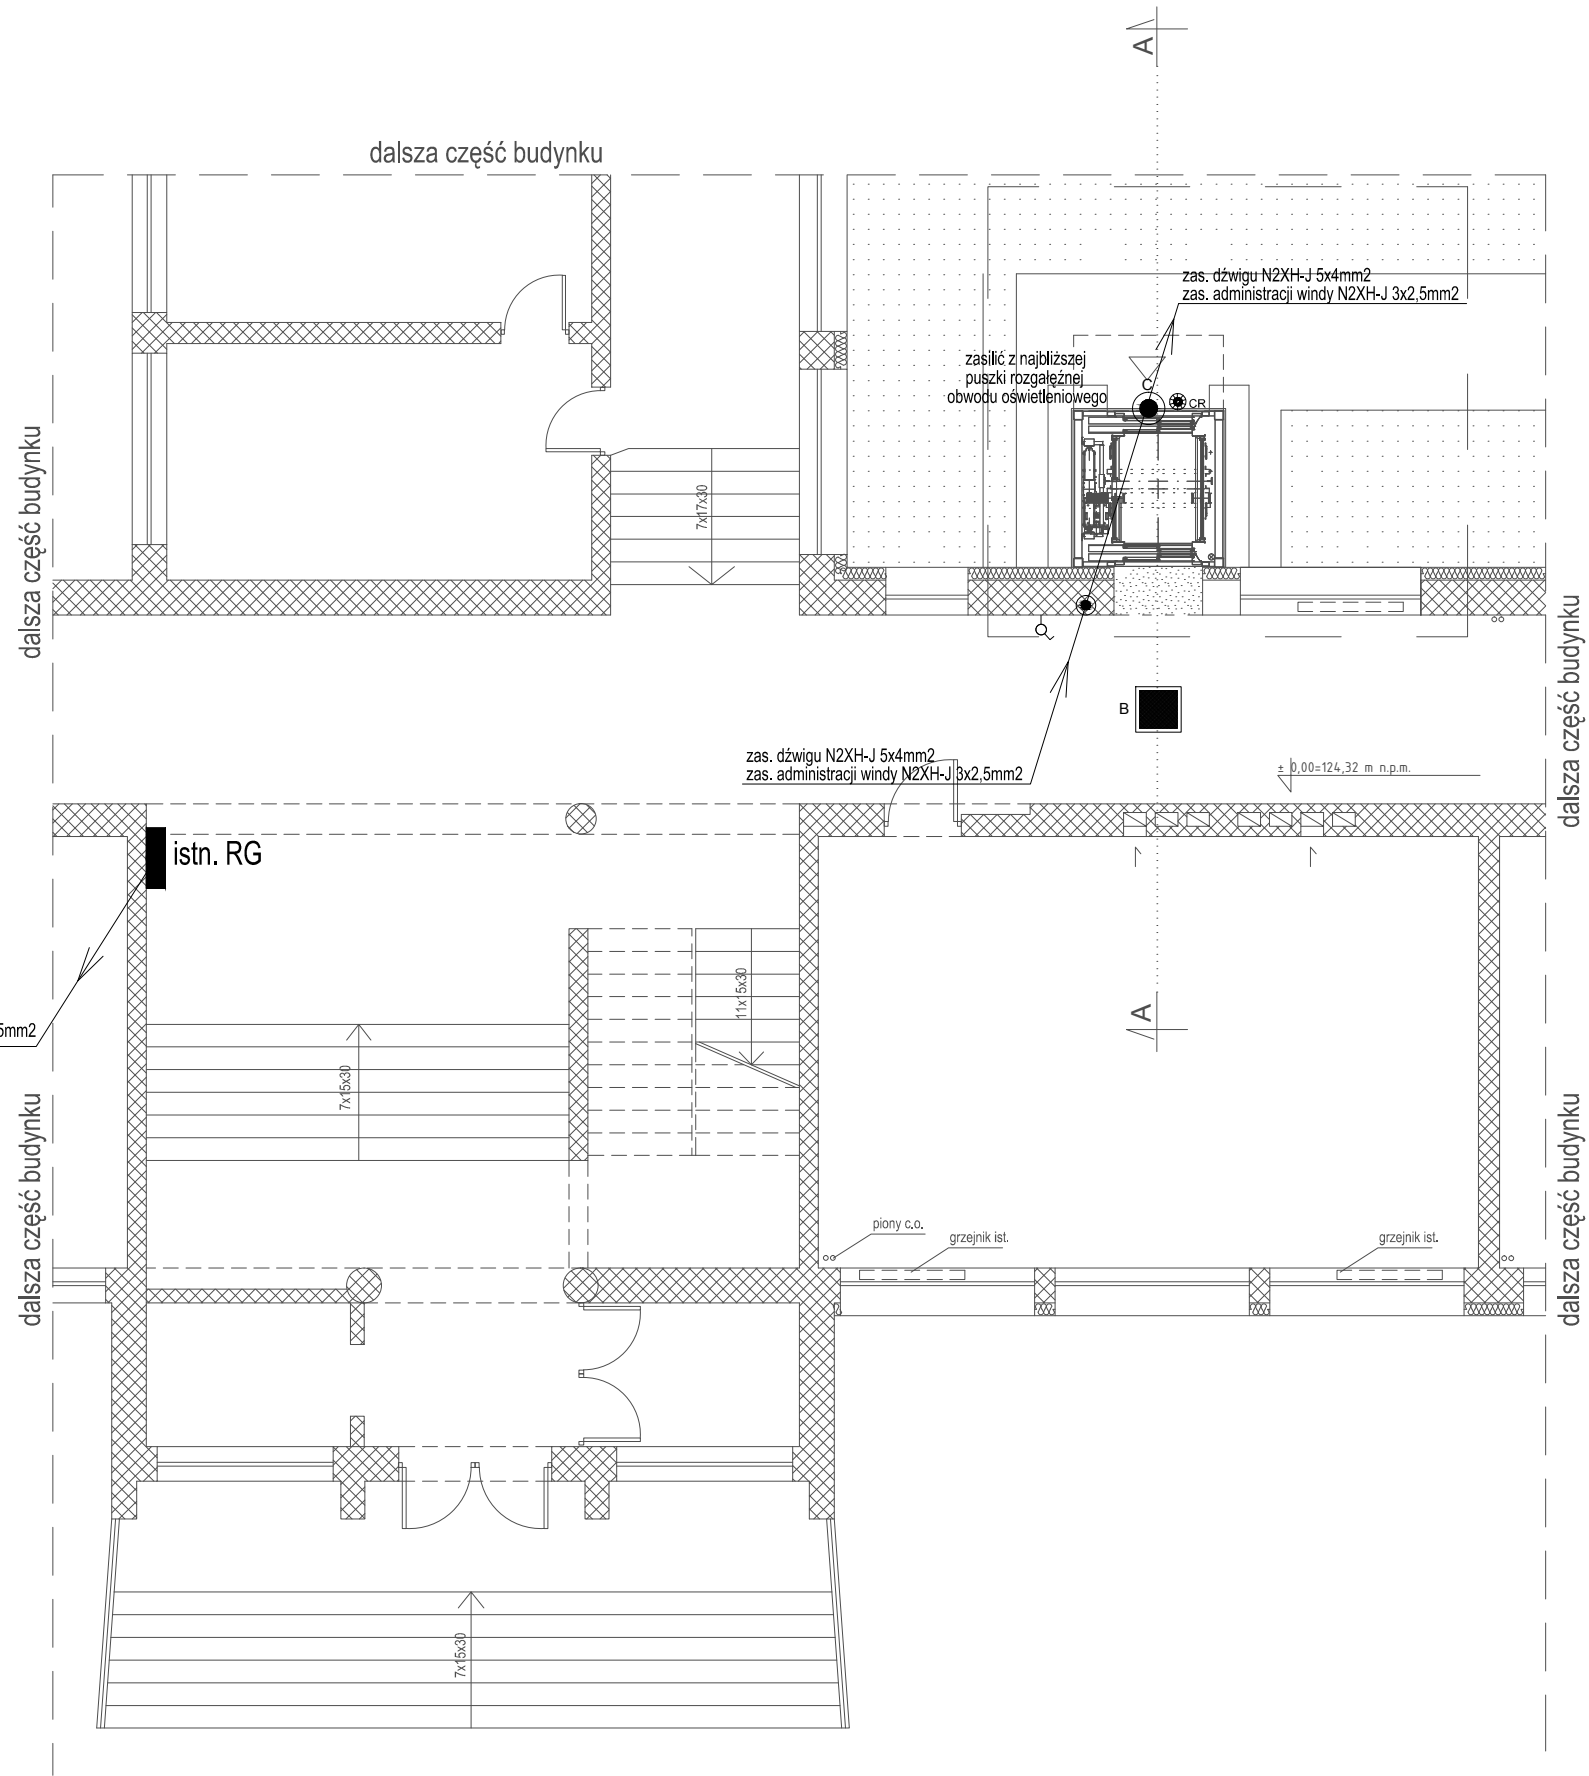 A
dalsza część budynku
zas. dźwigu N2XH-J 5x4mm2
zas. administracji windy N2XH-J 3x2,5mm2
zasilić z najbliższej
puszki rozgałęźnej
obwodu oświetleniowego
C
CR
dalsza część budynku
7x17x30
dalsza część budynku
B
zas. dźwigu N2XH-J 5x4mm2
zas. administracji windy N2XH-J 3x2,5mm2
± 0,00=124,32 m n.p.m.
istn. RG
11x15x30
A
5mm2
7x15x30
dalsza część budynku
dalsza część budynku
piony c.o.
grzejnik ist.
grzejnik ist.
7x15x30